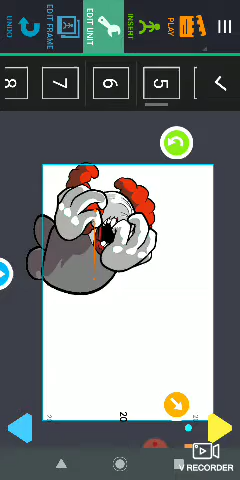 UNDO
EDIT FRAME
EDIT UNIT
INSERT
PLAY
8
7
6
5
20
V RECORDER